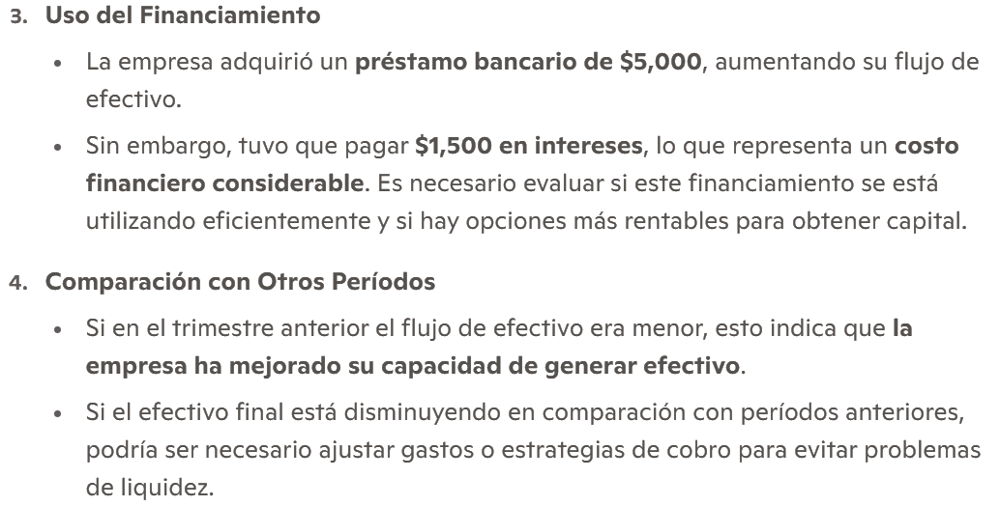 3. Uso del Financiamiento
• La empresa adquirió un préstamo bancario de $5,000, aumentando su flujo de
efectivo.
• Sin embargo, tuvo que pagar $1,500 en intereses, lo que representa un costo
financiero considerable. Es necesario evaluar si este financiamiento se está
utilizando eficientemente y si hay opciones más rentables para obtener capital.
4. Comparación con Otros Períodos
• Si en el trimestre anterior el flujo de efectivo era menor, esto indica que la
empresa ha mejorado su capacidad de generar efectivo.
• Si el efectivo final está disminuyendo en comparación con períodos anteriores,
podría ser necesario ajustar gastos o estrategias de cobro para evitar problemas
de liquidez.